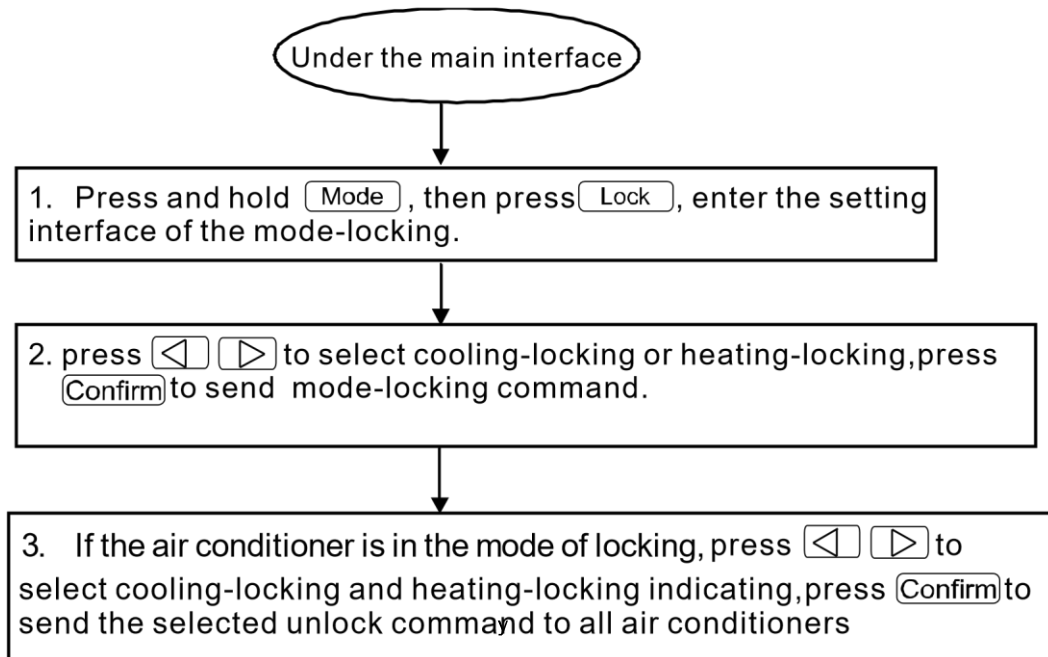 Under the main interface
1. Press and hold Mode , then press Lock , enter the setting
interface of the mode-locking.
2. press ◁ ▷ to select cooling-locking or heating-locking,press
Confirm to send mode-locking command.
3. If the air conditioner is in the mode of locking, press ◁ ▷ to
select cooling-locking and heating-locking indicating,press Confirm to
send the selected unlock command to all air conditioners
y